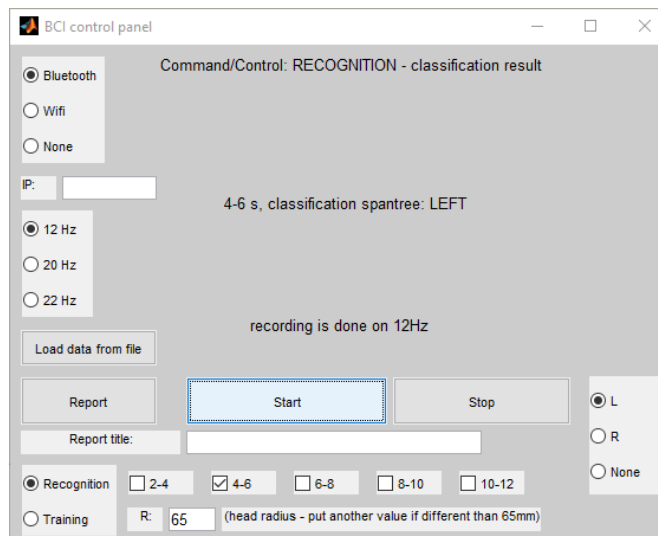 BCI control panel
Command/Control: RECOGNITION - classification result
Bluetooth
Wifi
None
IP:
4-6 s, classification spantree: LEFT
12 Hz
20 Hz
22 Hz
recording is done on 12Hz
Load data from file
Report Start Stop
L
R
None
Report title:
Recognition 2-4 4-6 6-8 8-10 10-12
Training R: 65 (head radius - put another value if different than 65mm)